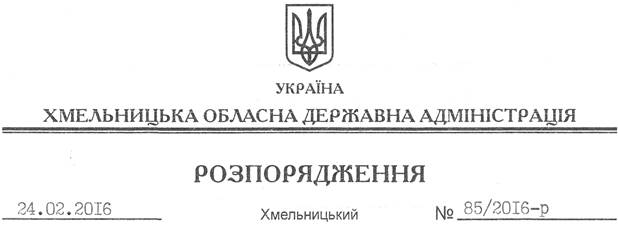 УКРАЇНА
ХМЕЛЬНИЦЬКА ОБЛАСНА ДЕРЖАВНА АДМІНІСТРАЦІЯ
РОЗПОРЯДЖЕННЯ
24.02.2016 Хмельницький № 85/2016-р